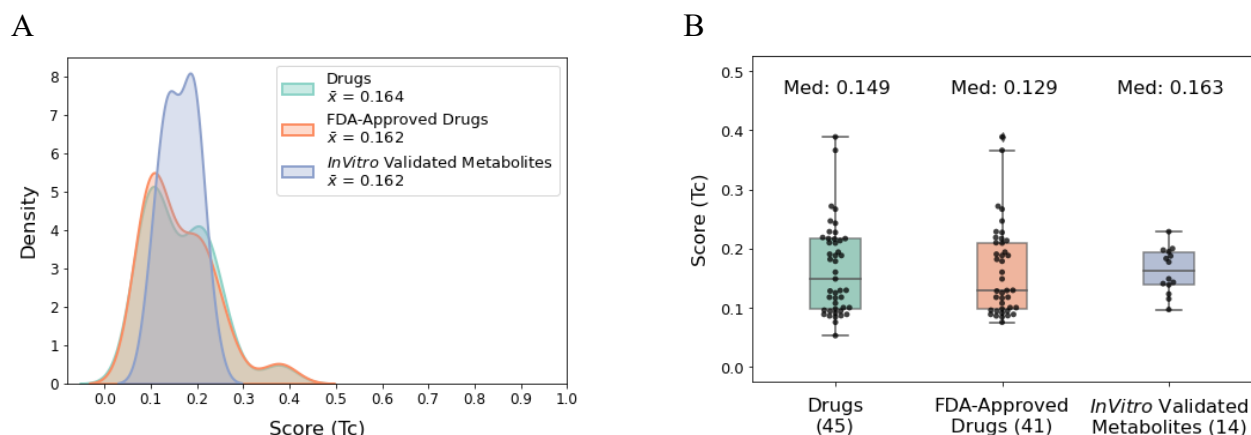 A
8
7
6
5
4
3
2
1
0
Density
0.0 0.1 0.2 0.3 0.4 0.5 0.6 0.7 0.8 0.9 1.0
Score (Tc)
Drugs
x̄ = 0.164
FDA-Approved Drugs
x̄ = 0.162
InVitro Validated Metabolites
x̄ = 0.162
B
0.5
0.4
0.3
0.2
0.1
0.0
Score (Tc)
Med: 0.149 Med: 0.129 Med: 0.163
Drugs
(45)
FDA-Approved
Drugs (41)
InVitro Validated
Metabolites (14)